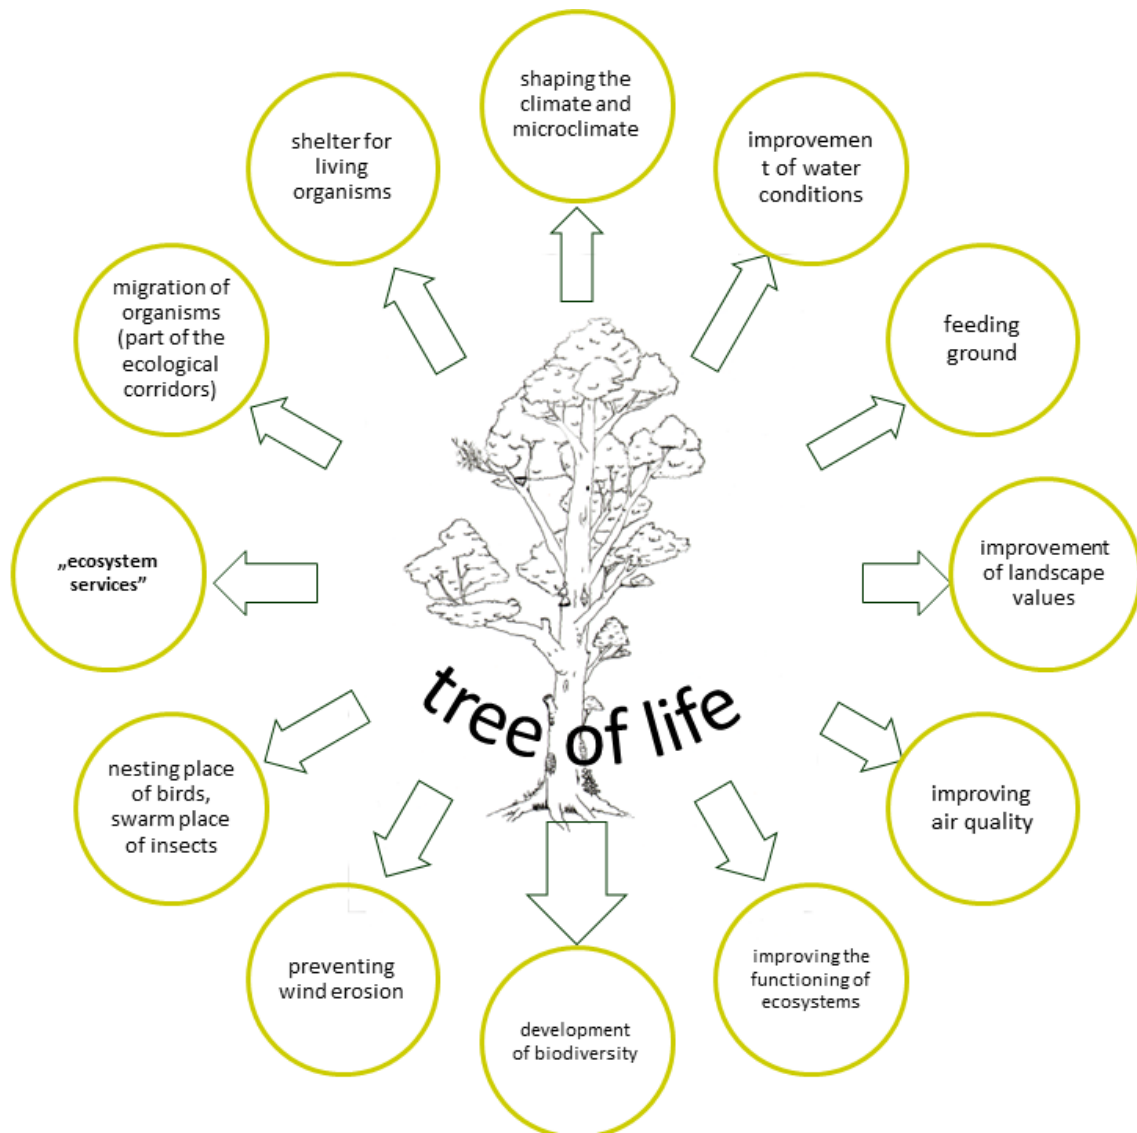 shaping the
climate and
microclimate
improvemen
t of water
conditions
feeding
ground
improvement
of landscape
values
improving
air quality
improving the
functioning of
ecosystems
development
of biodiversity
preventing
wind erosion
nesting place
of birds,
swarm place
of insects
„ecosystem
services”
migration of
organisms
(part of the
ecological
corridors)
shelter for
living
organisms
tree of life